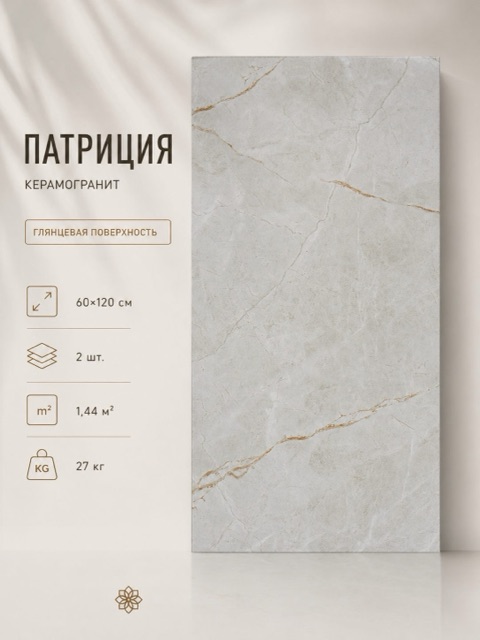 ПАТРИЦИЯ
КЕРАМОГРАНИТ
ГЛЯНЦЕВАЯ ПОВЕРХНОСТЬ
60×120 см
2 шт.
m² 1,44 м²
KG 27 кг